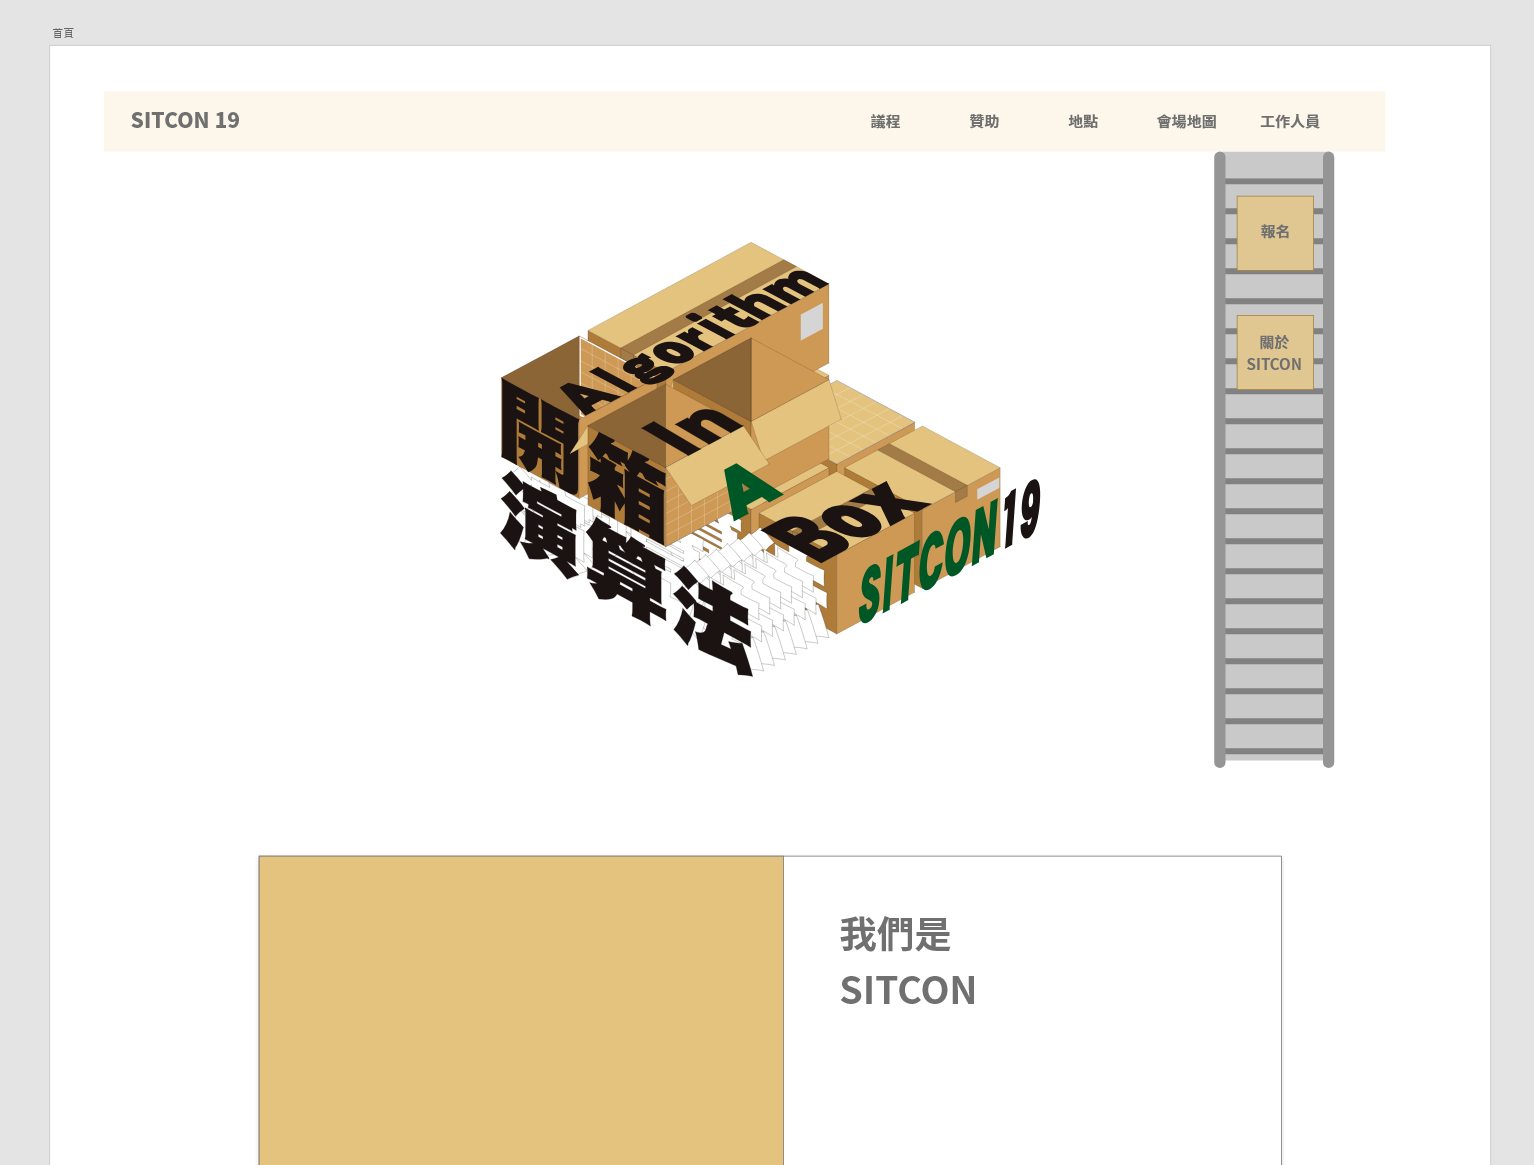 首頁
SITCON 19
議程
贊助
地點
會場地圖
工作人員
報名
關於
SITCON
Algorithm
In
A
Box
開箱
演算法
SITCON 19
我們是
SITCON